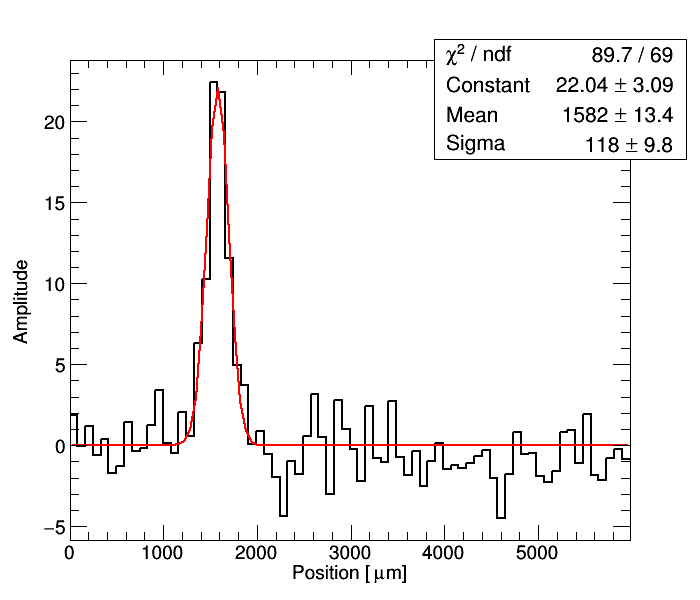 χ² / ndf 89.7 / 69
Constant 22.04 ± 3.09
Mean 1582 ± 13.4
Sigma 118 ± 9.8
20
15
10
5
0
−5
Amplitude
0 1000 2000 3000 4000 5000
Position [ μm]